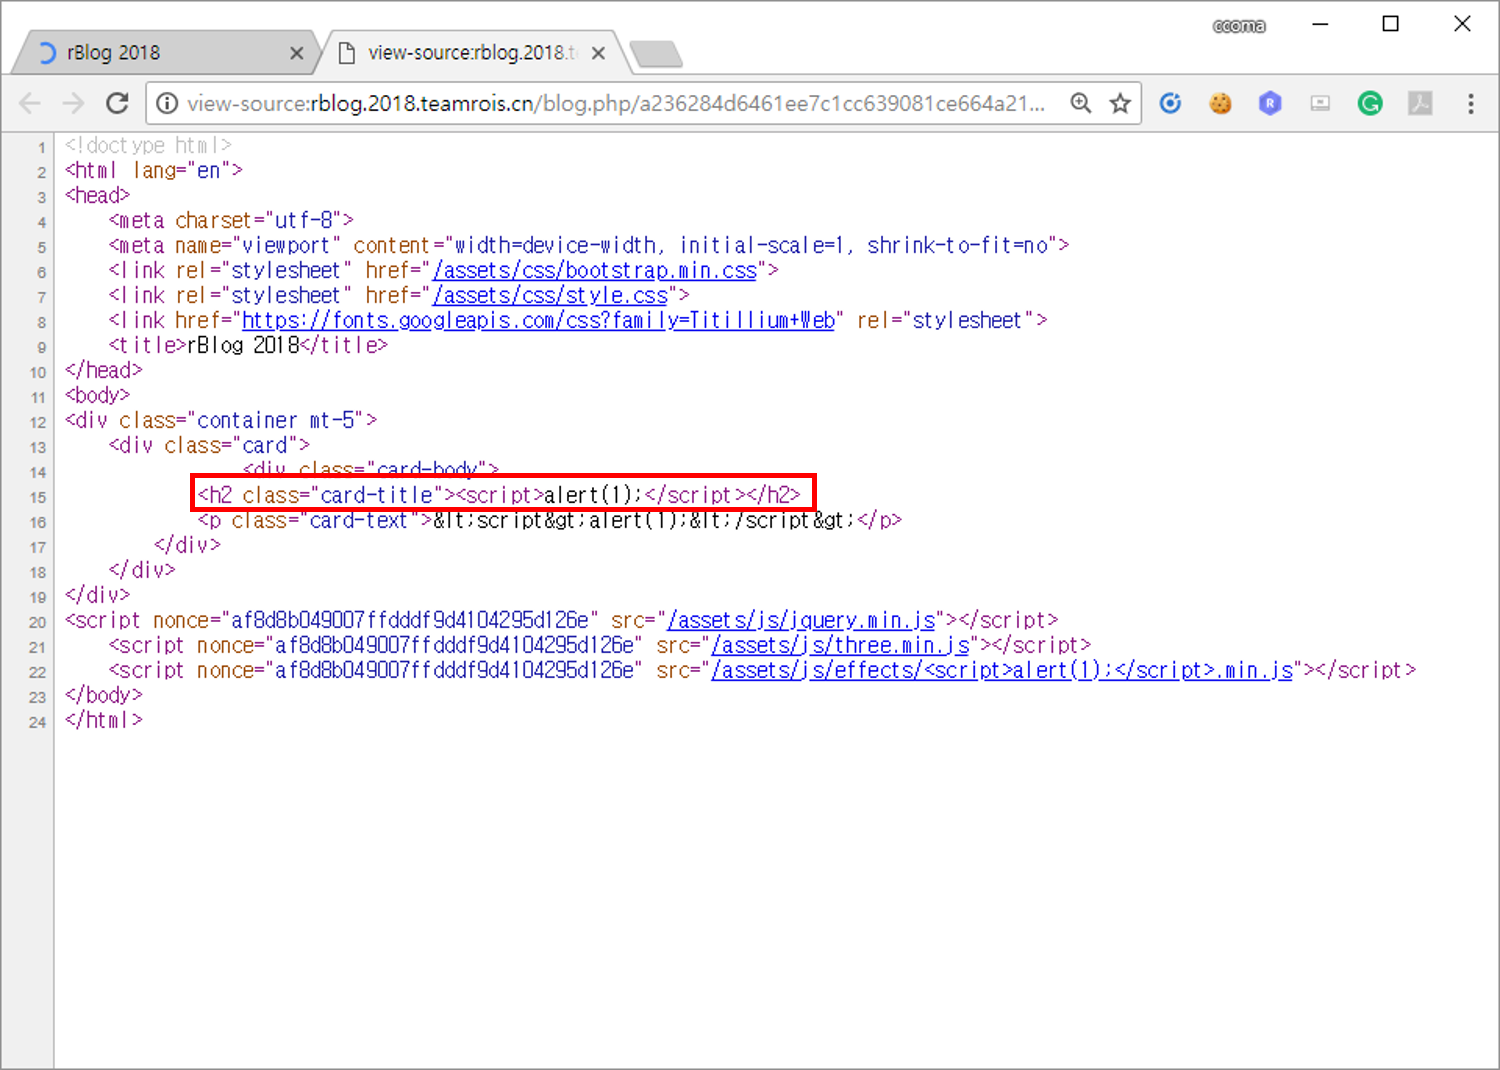 ccoma
rBlog 2018
view-source:rblog.2018.t
view-source:rblog.2018.teamrois.cn/blog.php/a236284d6461ee7c1cc639081ce664a21...
1 <!doctype html>
2 <html lang="en">
3 <head>
4 <meta charset="utf-8">
5 <meta name="viewport" content="width=device-width, initial-scale=1, shrink-to-fit=no">
6 <link rel="stylesheet" href="/assets/css/bootstrap.min.css">
7 <link rel="stylesheet" href="/assets/css/style.css">
8 <link href="https://fonts.googleapis.com/css?family=Titillium+Web" rel="stylesheet">
9 <title>rBlog 2018</title>
10 </head>
11 <body>
12 <div class="container mt-5">
13 <div class="card">
14 <div class="card-body">
15 <h2 class="card-title"><script>alert(1);</script></h2>
16 <p class="card-text">&lt;script&gt;alert(1);&lt;/script&gt;</p>
17 </div>
18 </div>
19 </div>
20 <script nonce="af8d8b049007ffdddf9d4104295d126e" src="/assets/js/jquery.min.js"></script>
21 <script nonce="af8d8b049007ffdddf9d4104295d126e" src="/assets/js/three.min.js"></script>
22 <script nonce="af8d8b049007ffdddf9d4104295d126e" src="/assets/js/effects/<script>alert(1);</script>.min.js"></script>
23 </body>
24 </html>